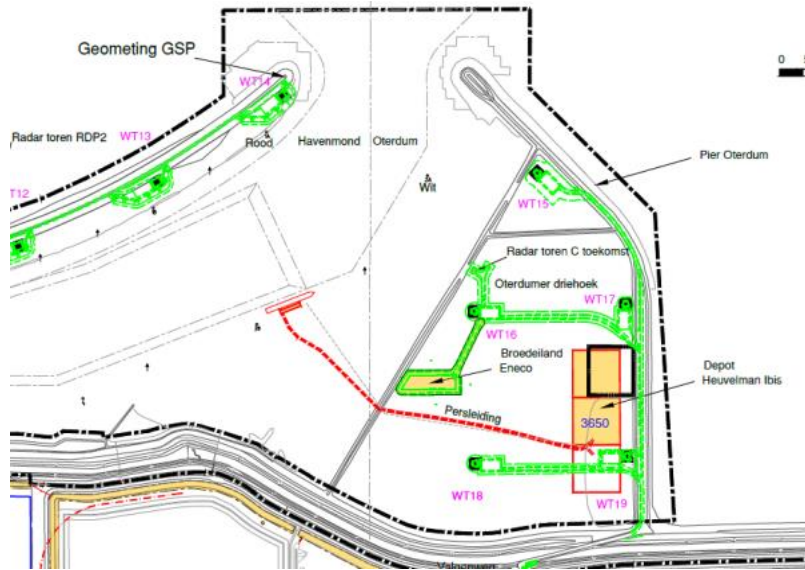 Geometing GSP
WT14
0
WT13
Radar toren RDP2
Rood
Havenmond Oterdum
Pier Oterdum
Wit
WT15
Radar toren C toekomst
Oterdumer driehoek
WT17
WT16
Broedeiland
Eneco
Depot
Heuvelman Ibis
Persleiding
3650
WT18
WT19